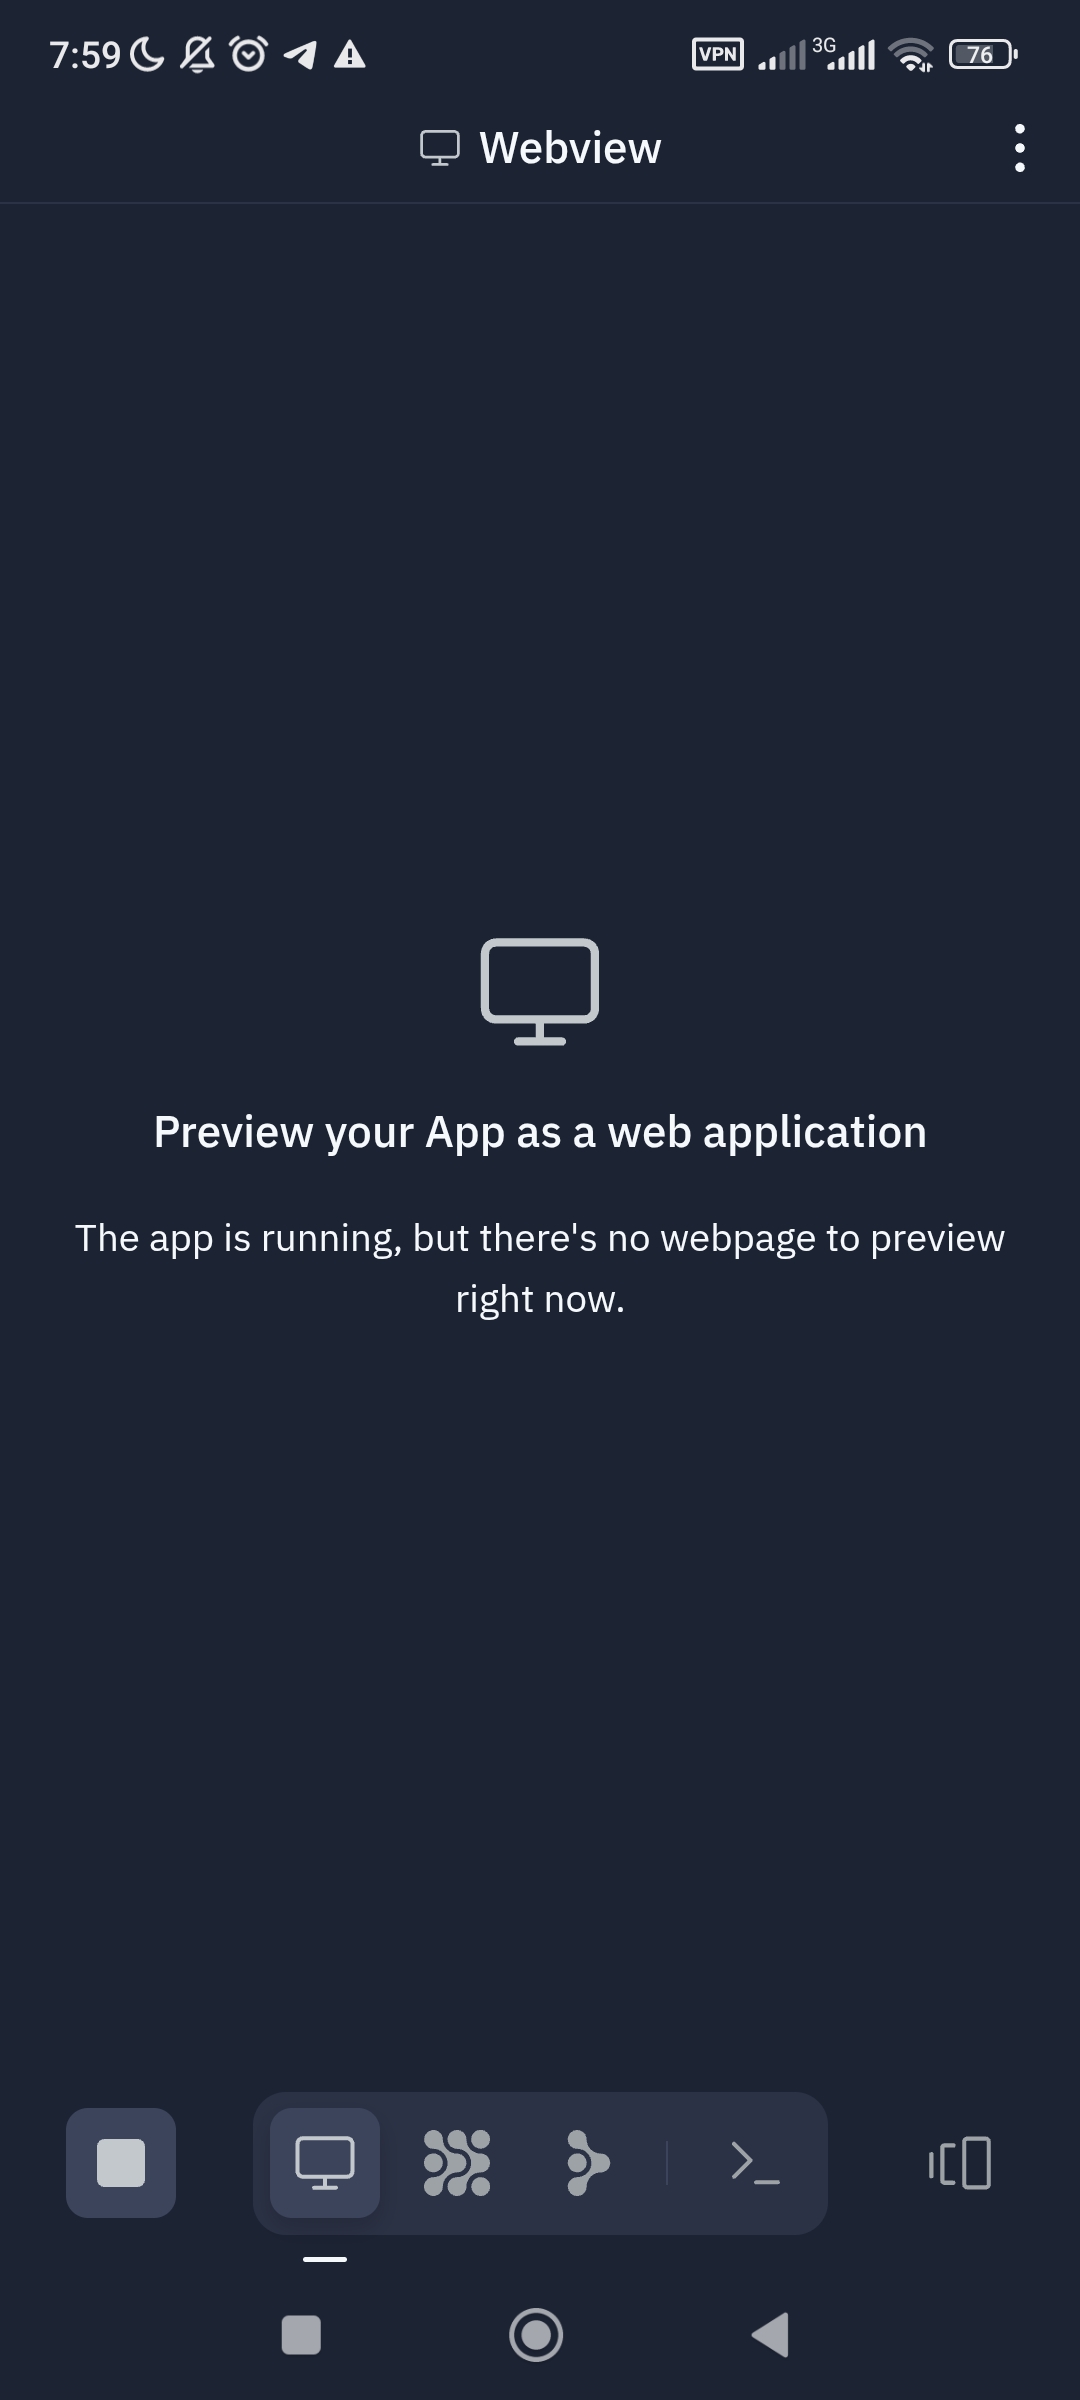 7:59
VPN 3G 76
Webview
Preview your App as a web application
The app is running, but there's no webpage to preview
right now.